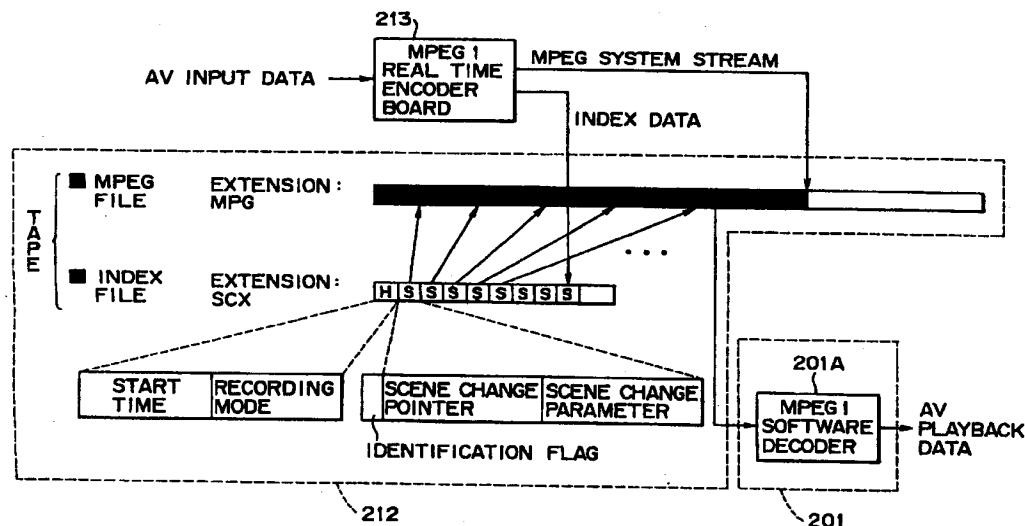 213
MPEG 1
REAL TIME
ENCODER
BOARD
AV INPUT DATA
MPEG SYSTEM STREAM
INDEX DATA
TAPE
MPEG
FILE
EXTENSION:
MPG
INDEX
FILE
EXTENSION:
SCX
H S S S S S S S S
START
TIME
RECORDING
MODE
SCENE CHANGE
POINTER
SCENE CHANGE
PARAMETER
IDENTIFICATION FLAG
201A
MPEG 1
SOFTWARE
DECODER
AV
PLAYBACK
DATA
212
201